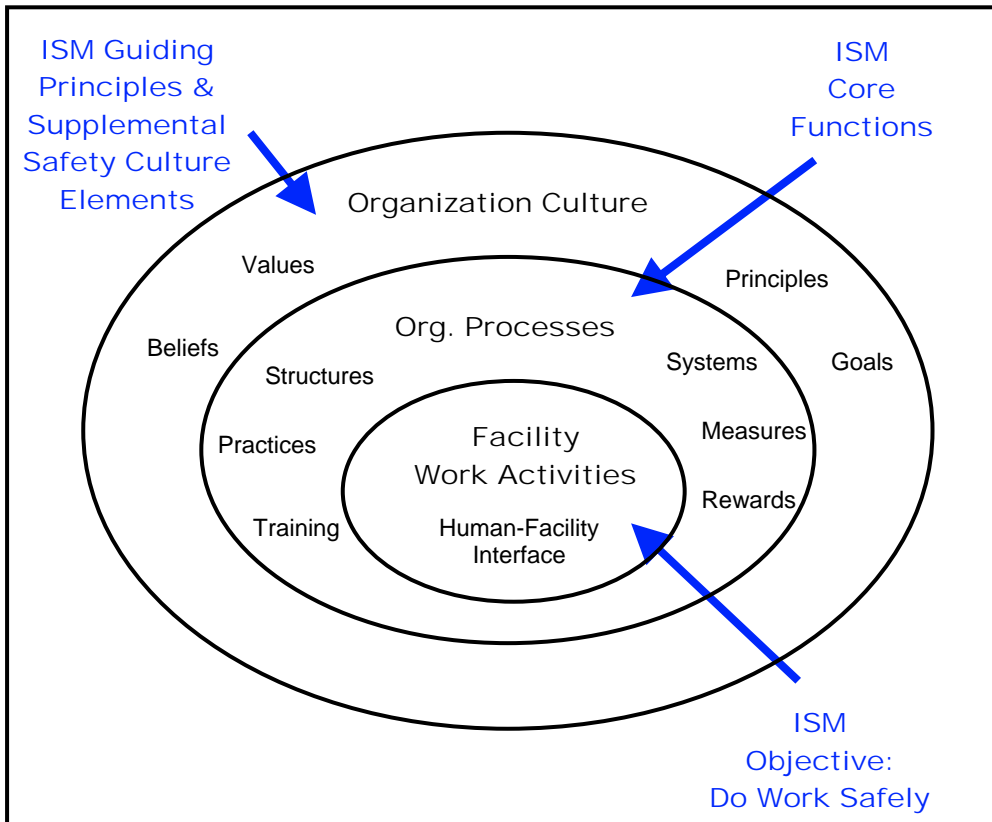 ISM Guiding
Principles &
Supplemental
Safety Culture
Elements
ISM
Core
Functions
Organization Culture
Values
Principles
Beliefs
Goals
Org. Processes
Structures
Systems
Practices
Measures
Training
Rewards
Facility
Work Activities
Human-Facility
Interface
ISM
Objective:
Do Work Safely